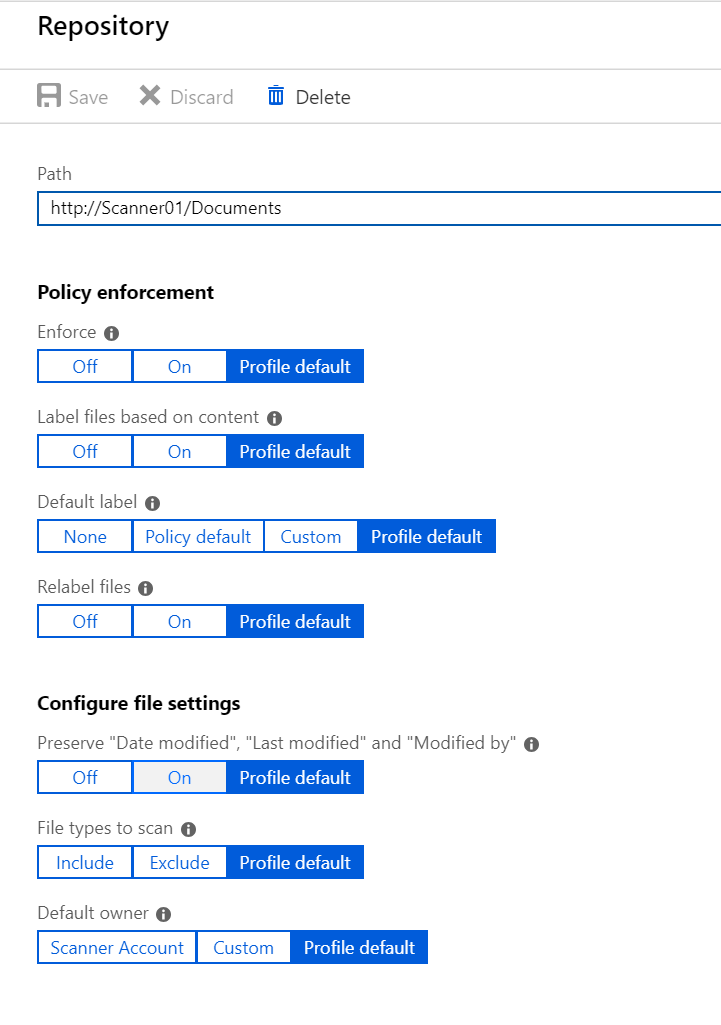 Repository
Save Discard Delete
Path
http://Scanner01/Documents
Policy enforcement
Enforce
Off On Profile default
Label files based on content
Off On Profile default
Default label
None Policy default Custom Profile default
Relabel files
Off On Profile default
Configure file settings
Preserve "Date modified", "Last modified" and "Modified by"
Off On Profile default
File types to scan
Include Exclude Profile default
Default owner
Scanner Account Custom Profile default